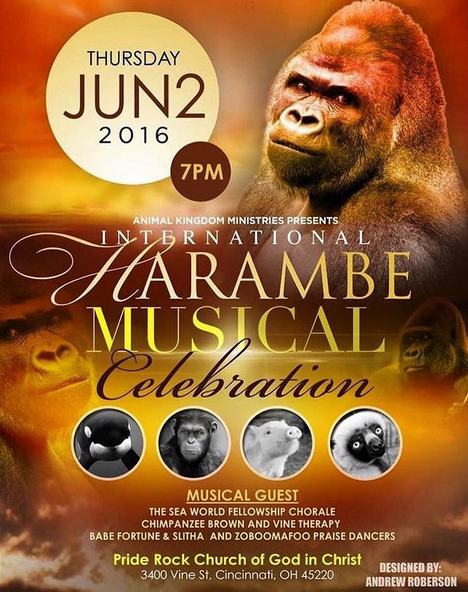 THURSDAY
JUN2
2016
7PM
ANIMAL KINGDOM MINISTRIES PRESENTS
INTERNATIONAL
HARAMBE
MUSICAL
Celebration
MUSICAL GUEST
THE SEA WORLD FELLOWSHIP CHORALE
CHIMPANZEE BROWN AND VINE THERAPY
BABE FORTUNE & SLITHA AND ZOBOOMAFOO PRAISE DANCERS
Pride Rock Church of God in Christ
3400 Vine St, Cincinnati, OH 45220
DESIGNED BY:
ANDREW ROBERSON